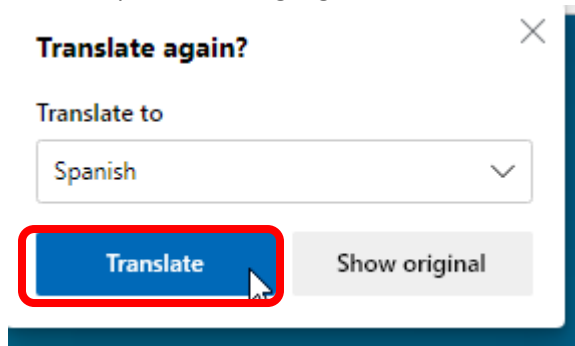 Translate again?
Translate to
Spanish
Translate
Show original